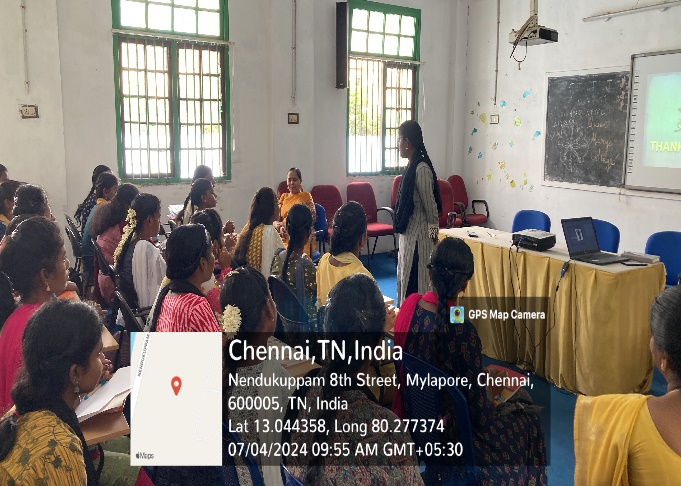 THAN
GPS Map Camera
Chennai,TN,India
Nendukuppam 8th Street, Mylapore, Chennai,
600005, TN, India
Lat 13.044358, Long 80.277374
07/04/2024 09:55 AM GMT+05:30
Maps